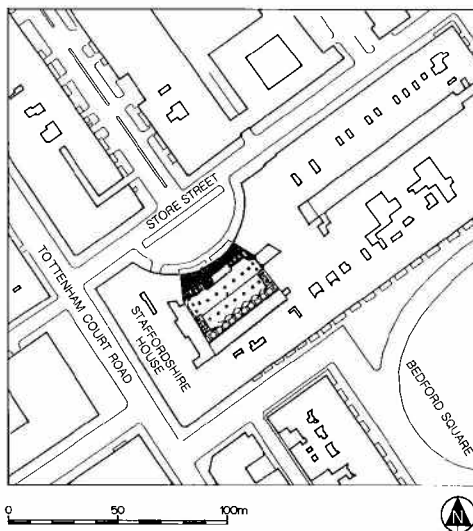 STORE STREET
TOTTENHAM COURT ROAD
STAFFORDSHIRE
HOUSE
BEDFORD SQUARE
0 50 100m
N